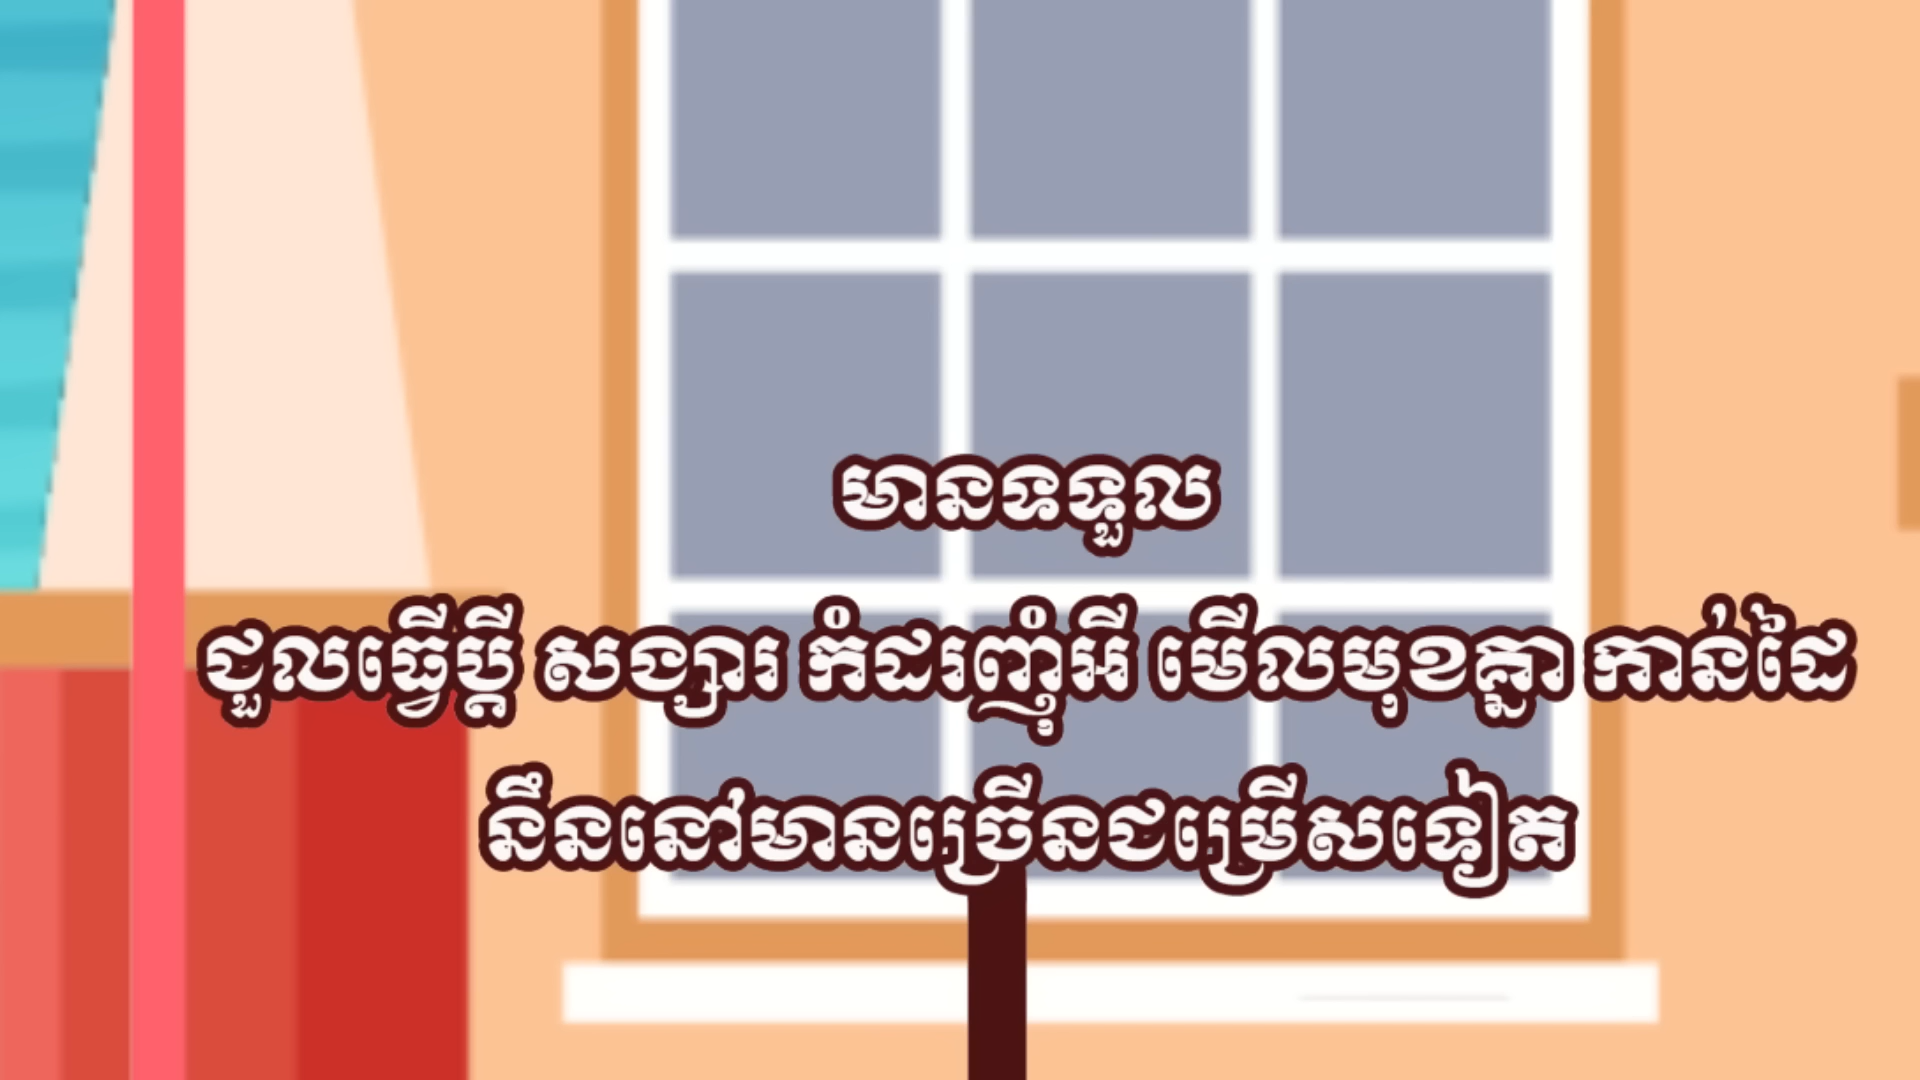 មានទទួល
ជួលធ្វើប្ដី សង្សារ កំដរញ៉ុំអី មើលមុខគ្នា កាន់ដៃ
នឹននៅមានច្រើនជម្រើសទៀត